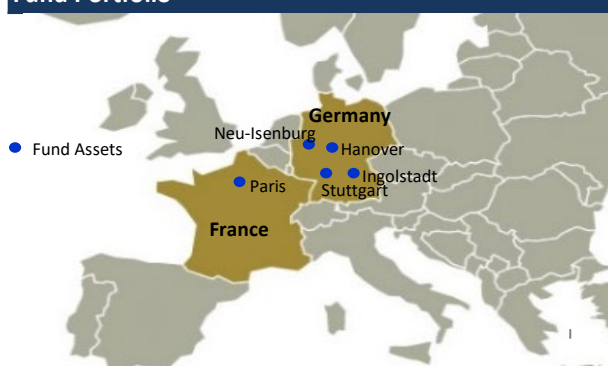 Fund Portfolio
Germany
Neu-Isenburg
Hanover
Fund Assets
Ingolstadt
Stuttgart
Paris
France